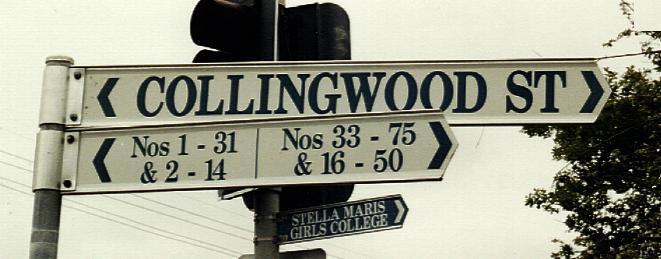 COLLINGWOOD ST
Nos 1 - 31
& 2 - 14
Nos 33 - 75
& 16 - 50
STELLA MARIS
GIRLS COLLEGE